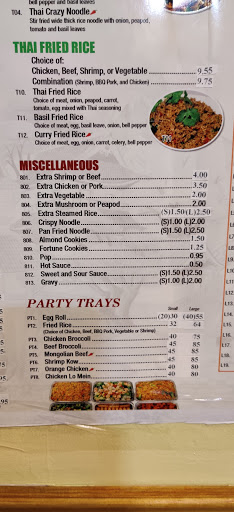 bell pepper and basil leaves
T04. Crazy Noodle
Stir fried wide thick rice noodle with onion, peapod,
tomato and basil leaves
THAI FRIED RICE
Choice of:
Chicken, Beef, Shrimp, or Vegetable 9.55
Combination (Shrimp, BBQ Pork, and Chicken) 9.75
T10. Thai Fried Rice
Choice of meat, onion, peapod, carrot,
tomato, egg mixed with Thai seasoning
T11. Basil Fried Rice
Choice of meat, egg, basil leave, onion, bell pepper
T12. Curry Fried Rice
Choice of meat, egg, onion, carrot, celery, bell pepper
MISCELLANEOUS
801. Extra Shrimp or Beef 4.00
802. Extra Chicken or Pork 3.50
803. Extra Vegetable 2.00
804. Extra Mushroom or Peapod 2.00
805. Extra Steamed Rice (S)1.50 (L)2.50
806. Crispy Noodle (S)1.00 (L)2.00
807. Pan Fried Noodle (S)1.00 (L)2.50
808. Almond Cookies 1.50
809. Fortune Cookies 1.25
810. Pop 0.95
811. Hot Sauce 0.50
812. Sweet and Sour Sauce (S)1.50 (L)2.50
813. Gravy (S)1.00 (L)2.00
PARTY TRAYS
Small Large
PT1. Egg Roll (20)30 (40)55
PT2. Fried Rice 32 64
(Choice of Chicken, Beef, BBQ Pork, Vegetable or Shrimp)
PT3. Chicken Broccoli 40 75
PT4. Beef Broccoli 45 85
PT5. Mongolian Beef 45 85
PT6. Shrimp Kow 45 85
PT7. Orange Chicken 40 80
PT8. Chicken Lo Mein 40 80